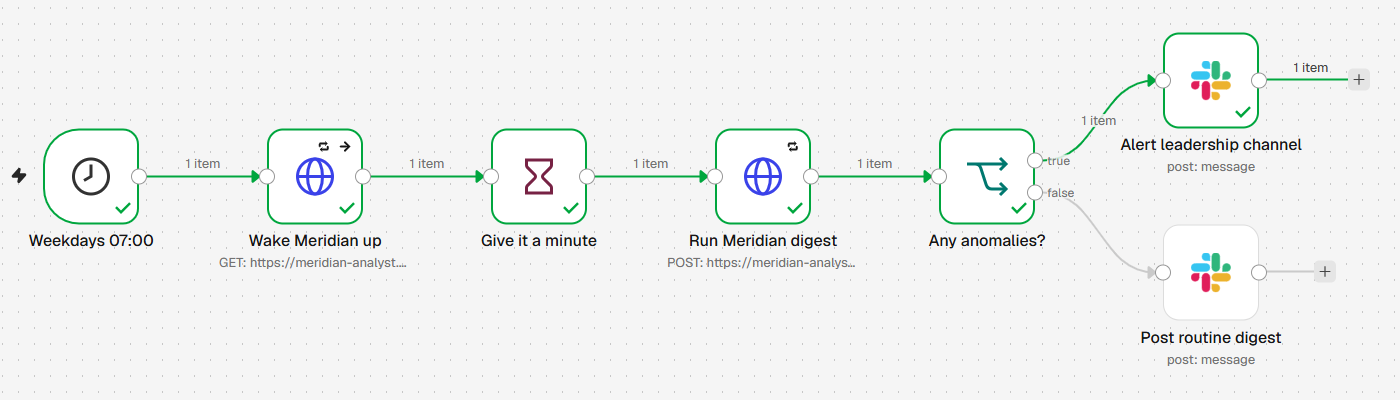 1 item
1 item
1 item
1 item
1 item
1 item
true
false
Weekdays 07:00
Wake Meridian up
GET: https://meridian-analyst....
Give it a minute
Run Meridian digest
POST: https://meridian-analys...
Any anomalies?
Alert leadership channel
post: message
Post routine digest
post: message